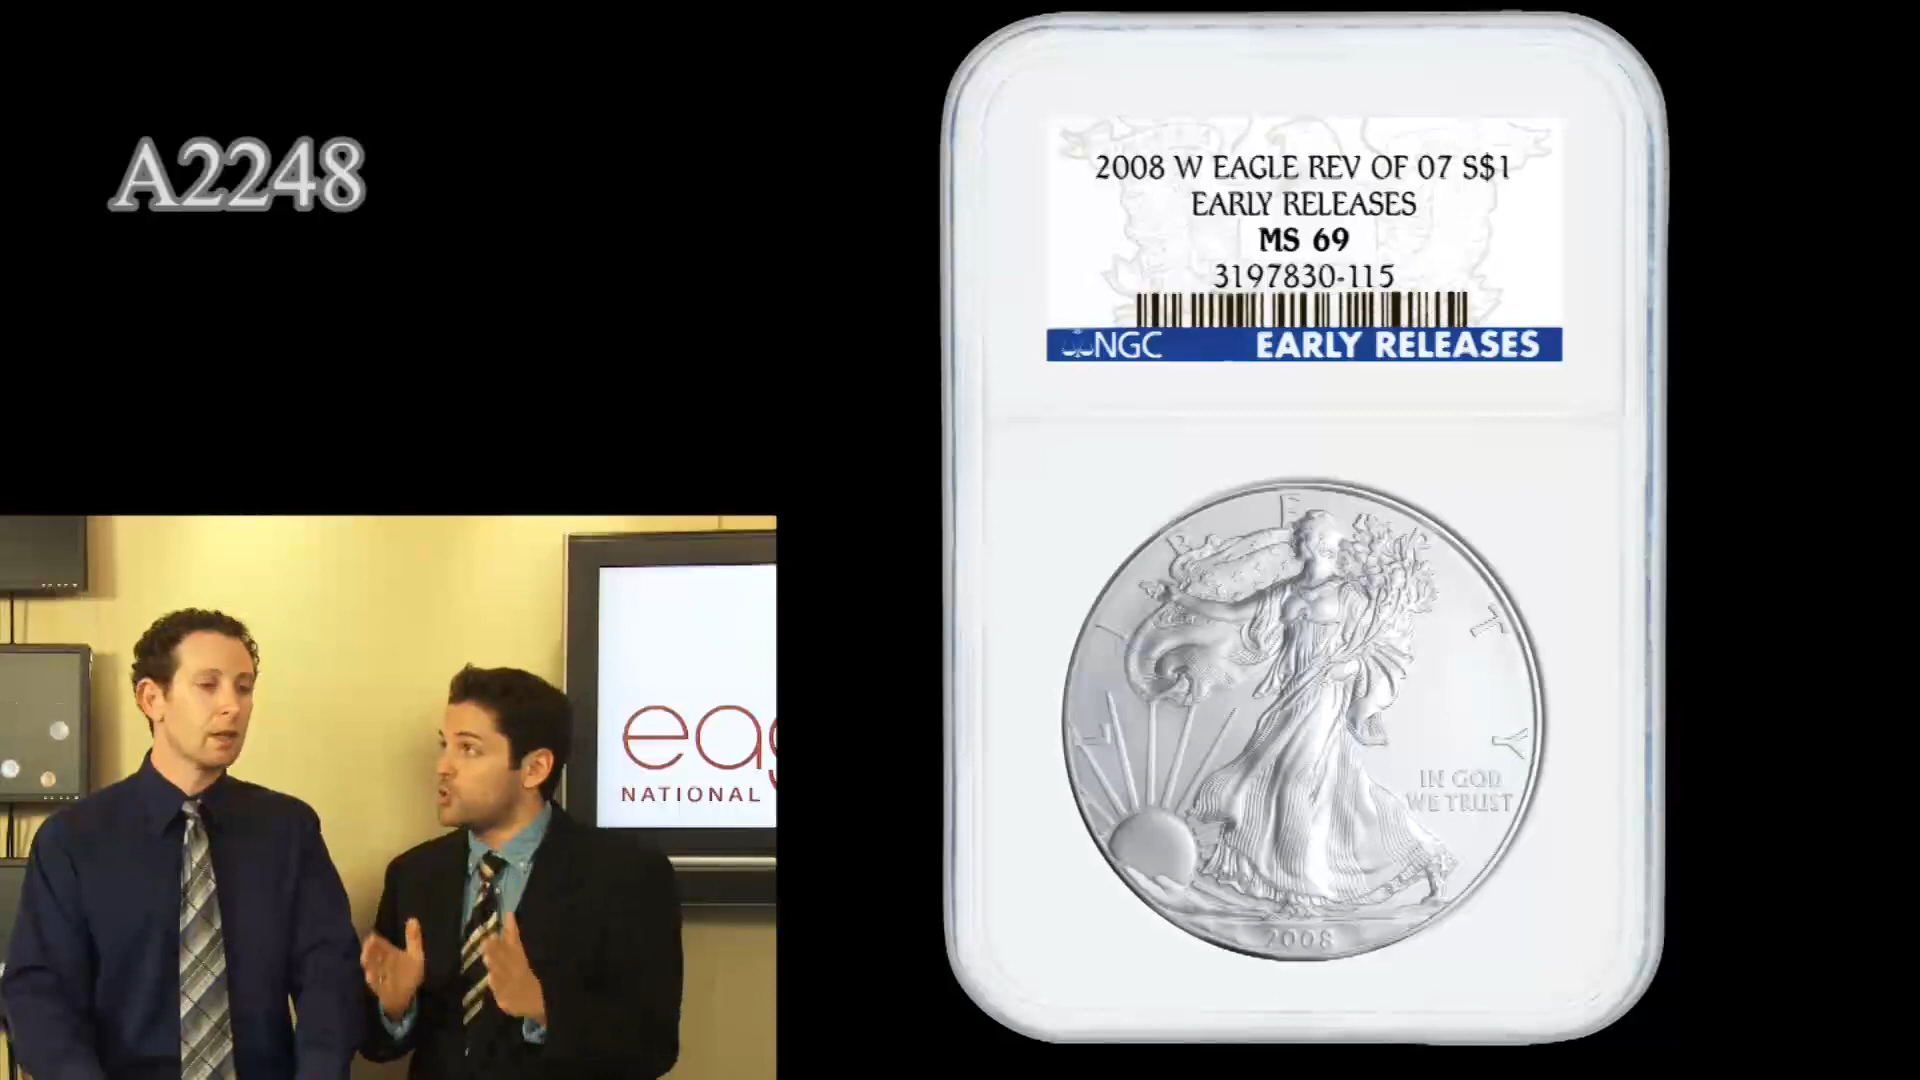 A2248
2008 W EAGLE REV OF 07 S$1
EARLY RELEASES
MS 69
3197830-115
NGC EARLY RELEASES
LIBERTY
IN GOD
WE TRUST
2008
NATIONAL